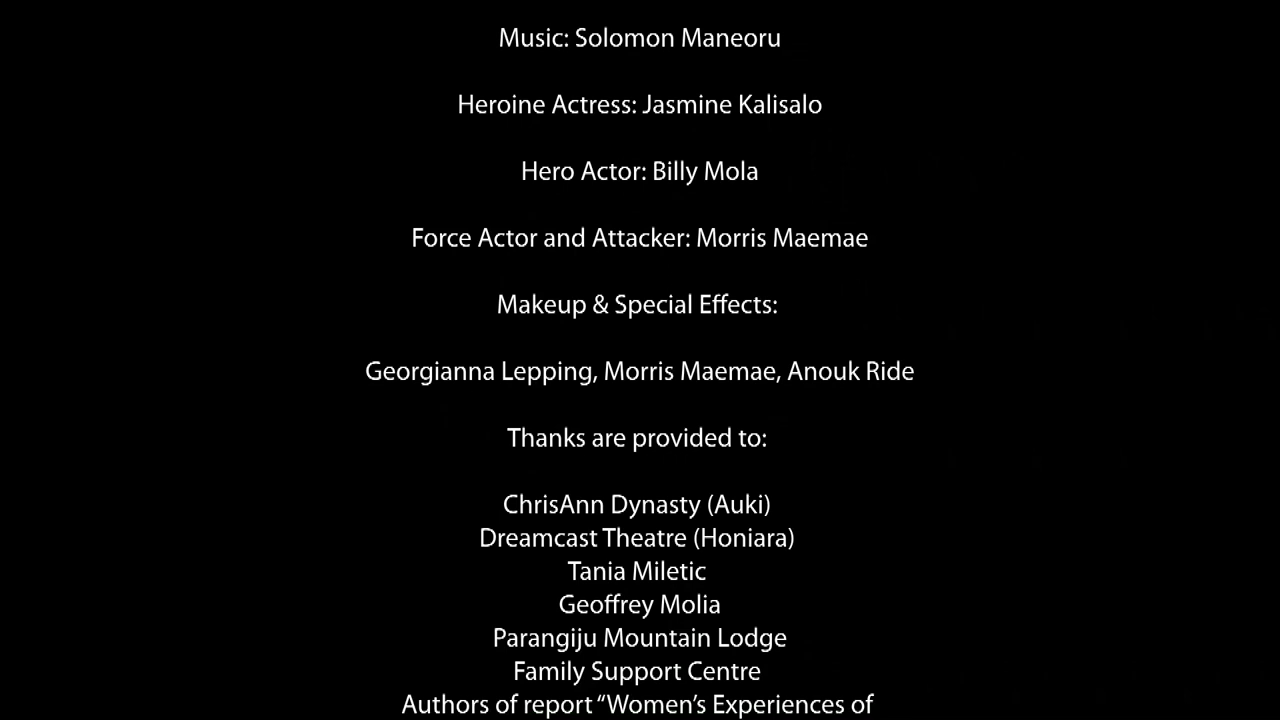 Music: Solomon Maneoru
Heroine Actress: Jasmine Kalisalo
Hero Actor: Billy Mola
Force Actor and Attacker: Morris Maemae
Makeup & Special Effects:
Georgianna Lepping, Morris Maemae, Anouk Ride
Thanks are provided to:
ChrisAnn Dynasty (Auki)
Dreamcast Theatre (Honiara)
Tania Miletic
Geoffrey Molia
Parangiju Mountain Lodge
Family Support Centre
Authors of report “Women’s Experiences of